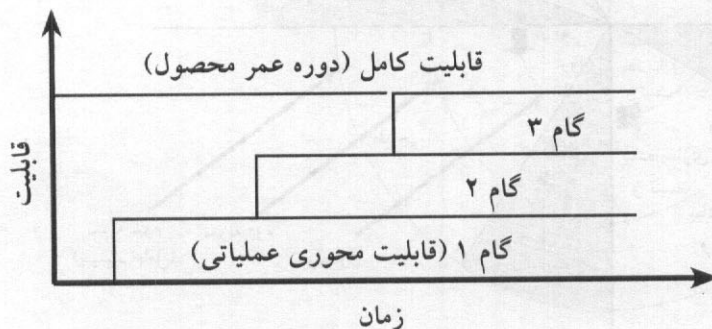 قابلیت کامل (دوره عمر محصول)
گام ۳
گام ۲
گام ۱ (قابلیت محوری عملیاتی)
قابلیت
زمان